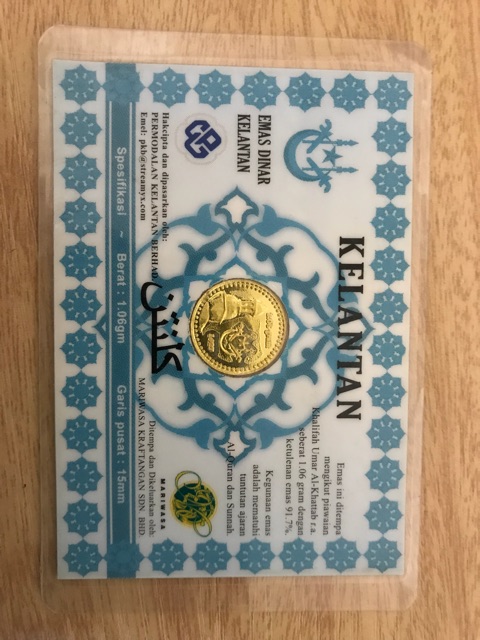 KELANTAN
EMAS DINAR
KELANTAN
Hakcipta dan dipasarkan oleh:
PERMODALAN KELANTAN BERHAD
Emel: pkb@streamyx.com
كلنتن
Emas ini ditempa
mengikut piawaian
Khalifah Umar Al-Khattab r.a.
seberat 1.06 gram dengan
ketulenan emas 91.7%.
Kegunaan emas
adalah mematuhi
tuntutan ajaran
Al-Quran dan Sunnah.
MARIWASA
Ditempa dan Dikeluarkan oleh:
MARIWASA KRAFTANGAN SDN. BHD.
Spesifikasi ~ Berat : 1.06gm Garis pusat : 15mm